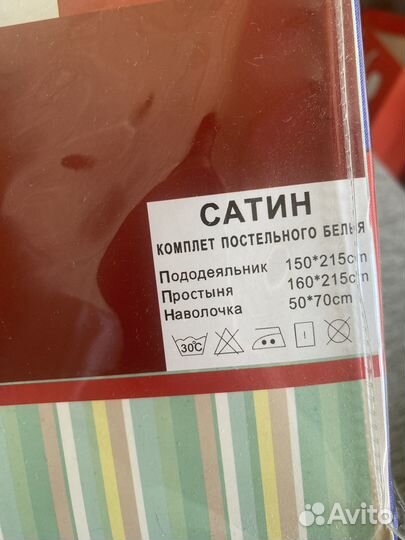 САТИН
КОМПЛЕТ ПОСТЕЛЬНОГО БЕЛЬЯ
Пододеяльник 150*215cm
Простыня 160*215cm
Наволочка 50*70cm
30C
Avito